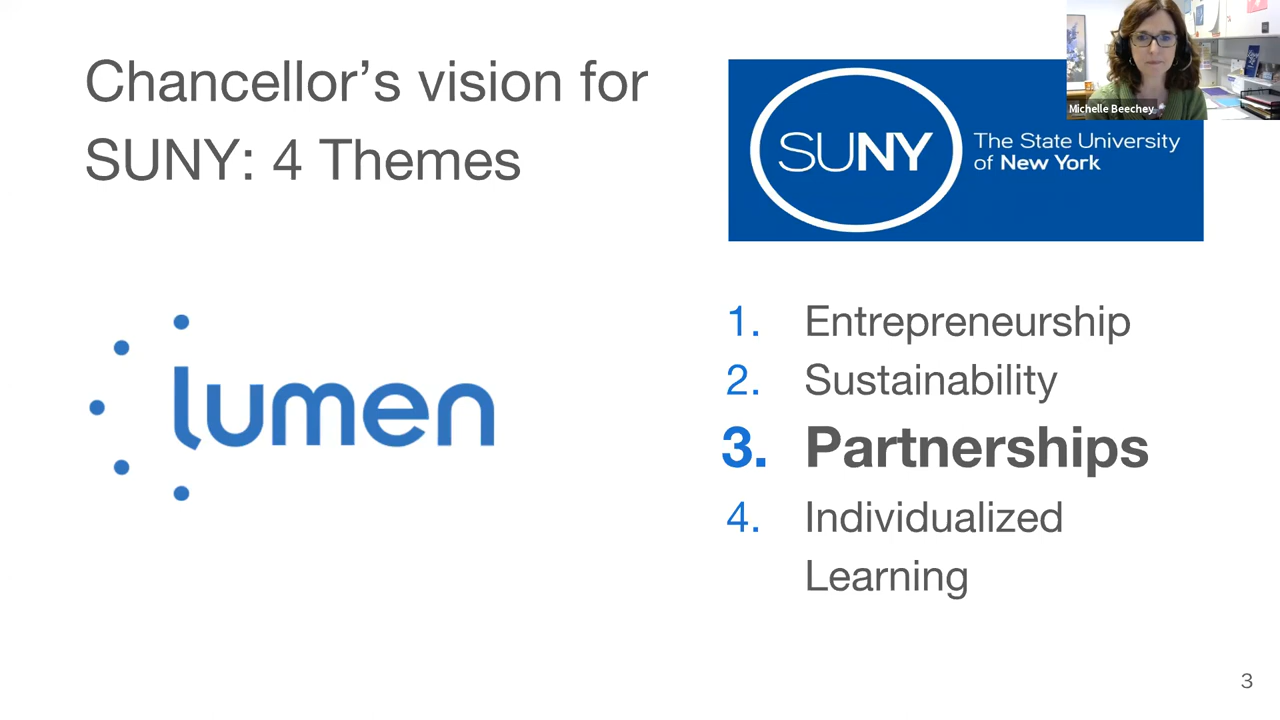 Chancellor’s vision for
SUNY: 4 Themes
Michelle Beechey
SUNY
The State University
of New York
lumen
1. Entrepreneurship
2. Sustainability
3. Partnerships
4. Individualized
Learning
3